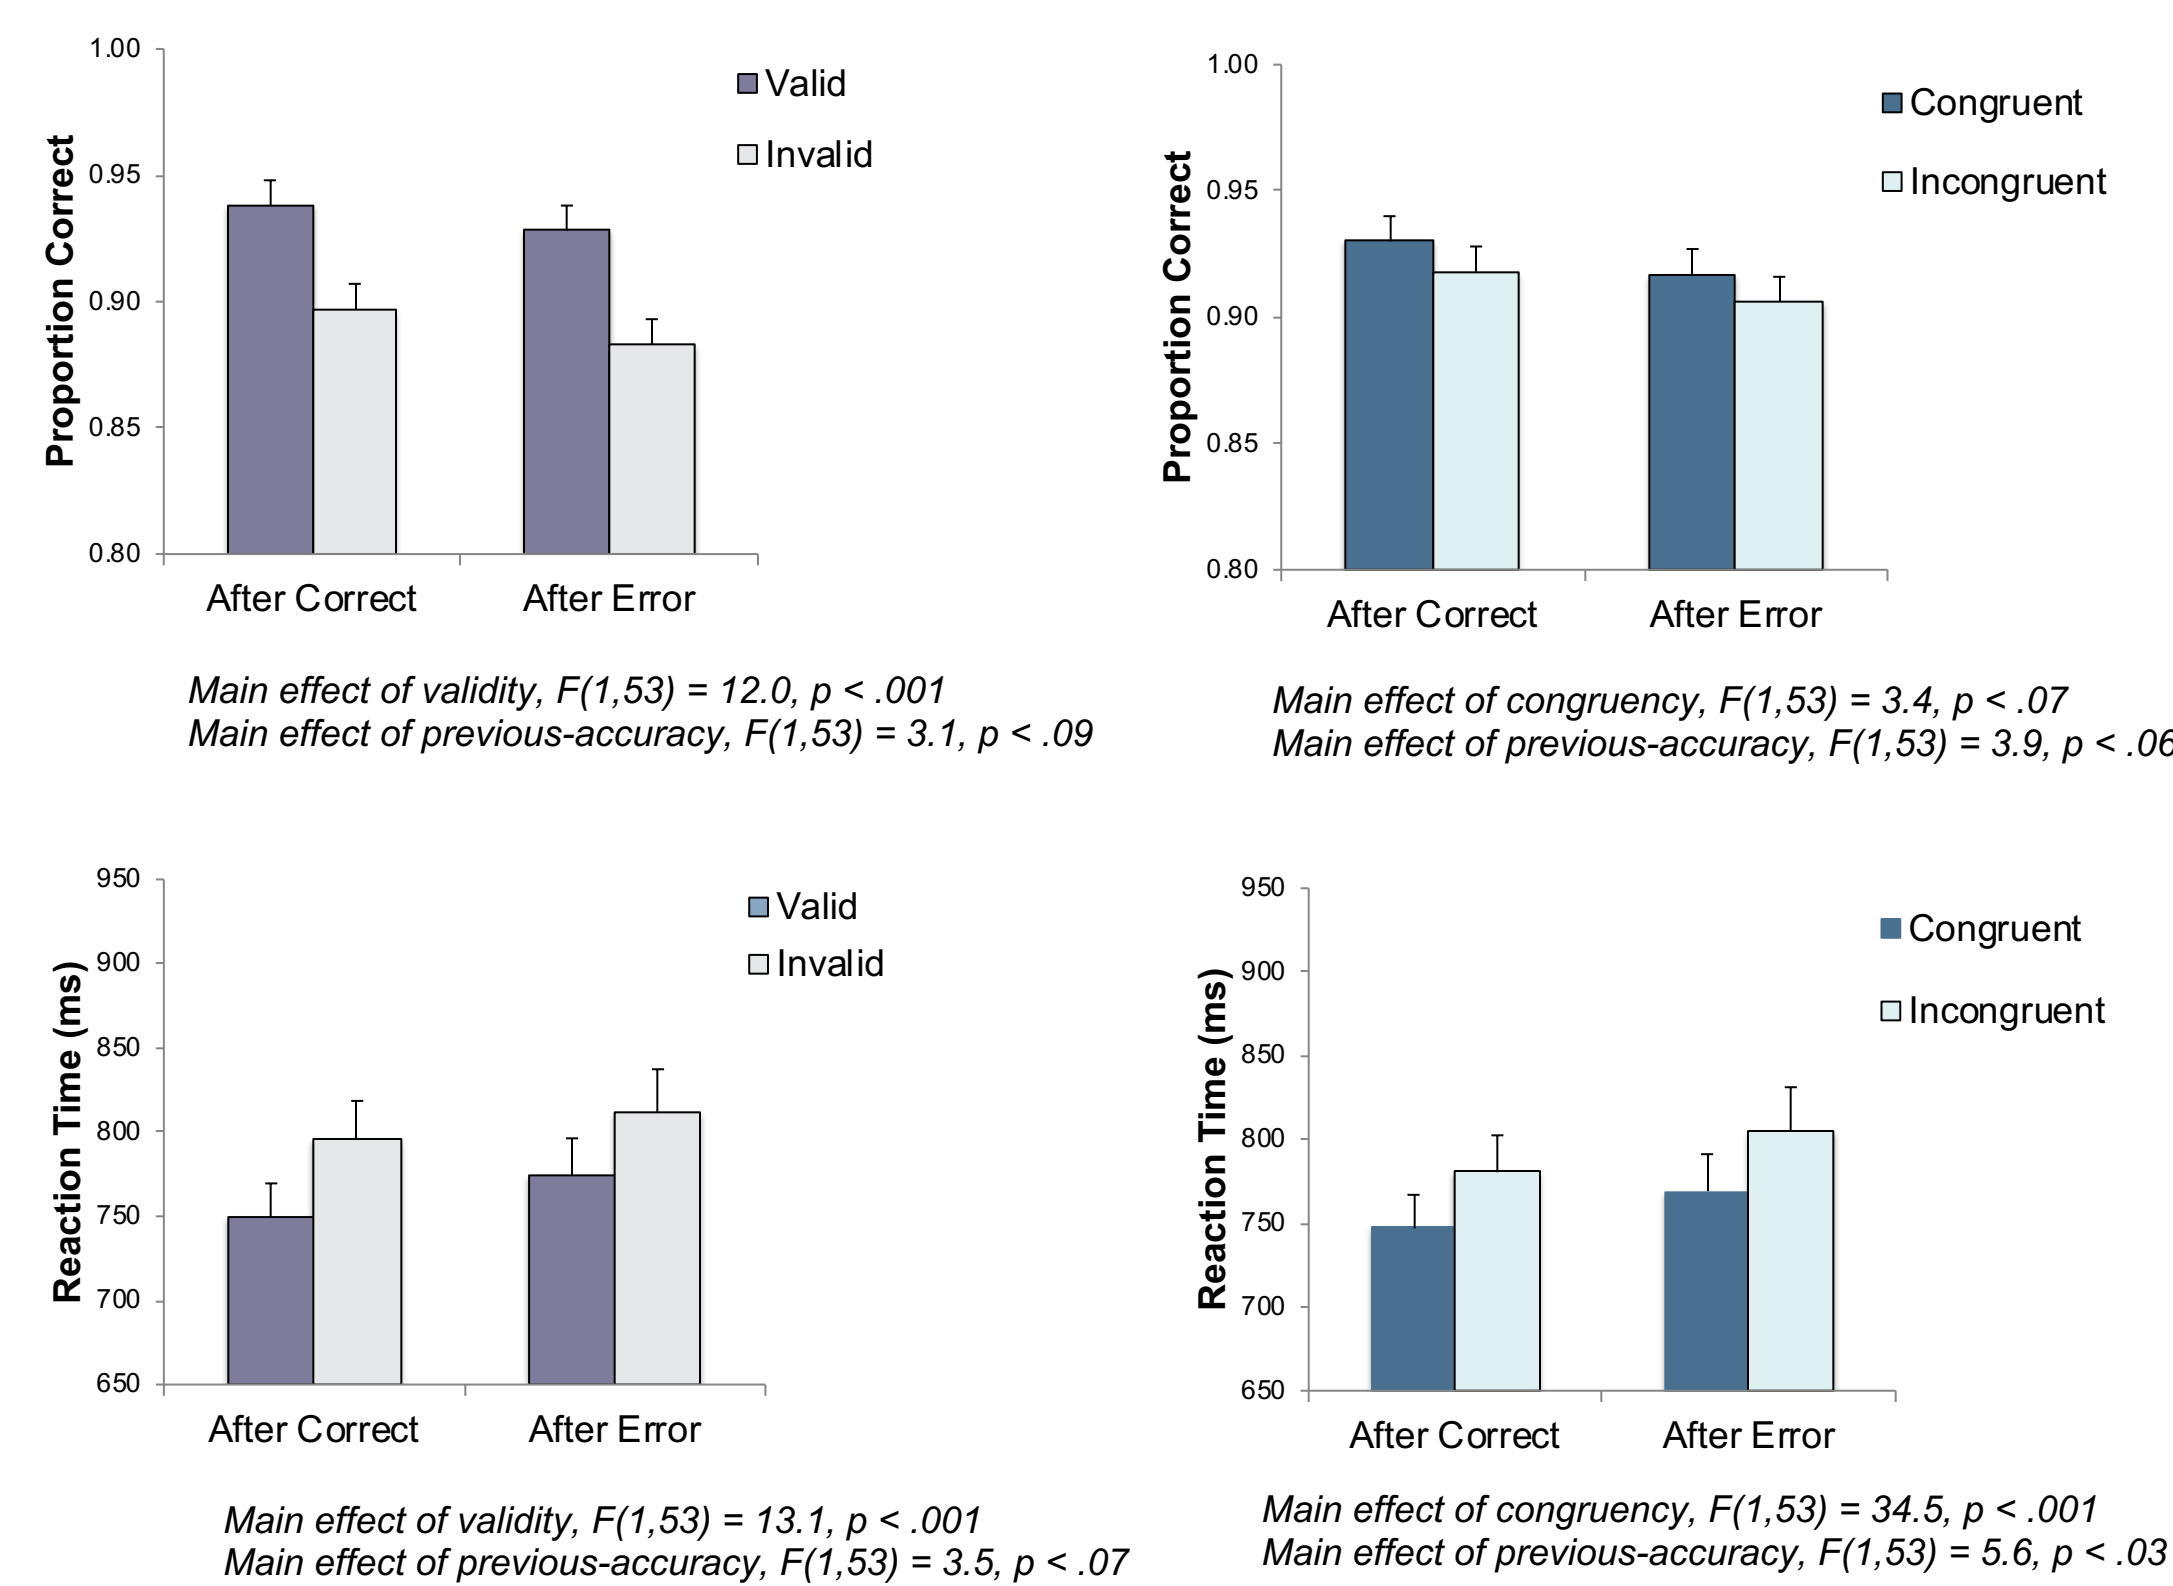 1.00
0.95
0.90
0.85
0.80
Proportion Correct
Valid
Invalid
After Correct
After Error
Main effect of validity, F(1,53) = 12.0, p < .001
Main effect of previous-accuracy, F(1,53) = 3.1, p < .09
1.00
0.95
0.90
0.85
0.80
Proportion Correct
Congruent
Incongruent
After Correct
After Error
Main effect of congruency, F(1,53) = 3.4, p < .07
Main effect of previous-accuracy, F(1,53) = 3.9, p < .06
950
900
850
800
750
700
650
Reaction Time (ms)
Valid
Invalid
After Correct
After Error
Main effect of validity, F(1,53) = 13.1, p < .001
Main effect of previous-accuracy, F(1,53) = 3.5, p < .07
950
900
850
800
750
700
650
Reaction Time (ms)
Congruent
Incongruent
After Correct
After Error
Main effect of congruency, F(1,53) = 34.5, p < .001
Main effect of previous-accuracy, F(1,53) = 5.6, p < .03